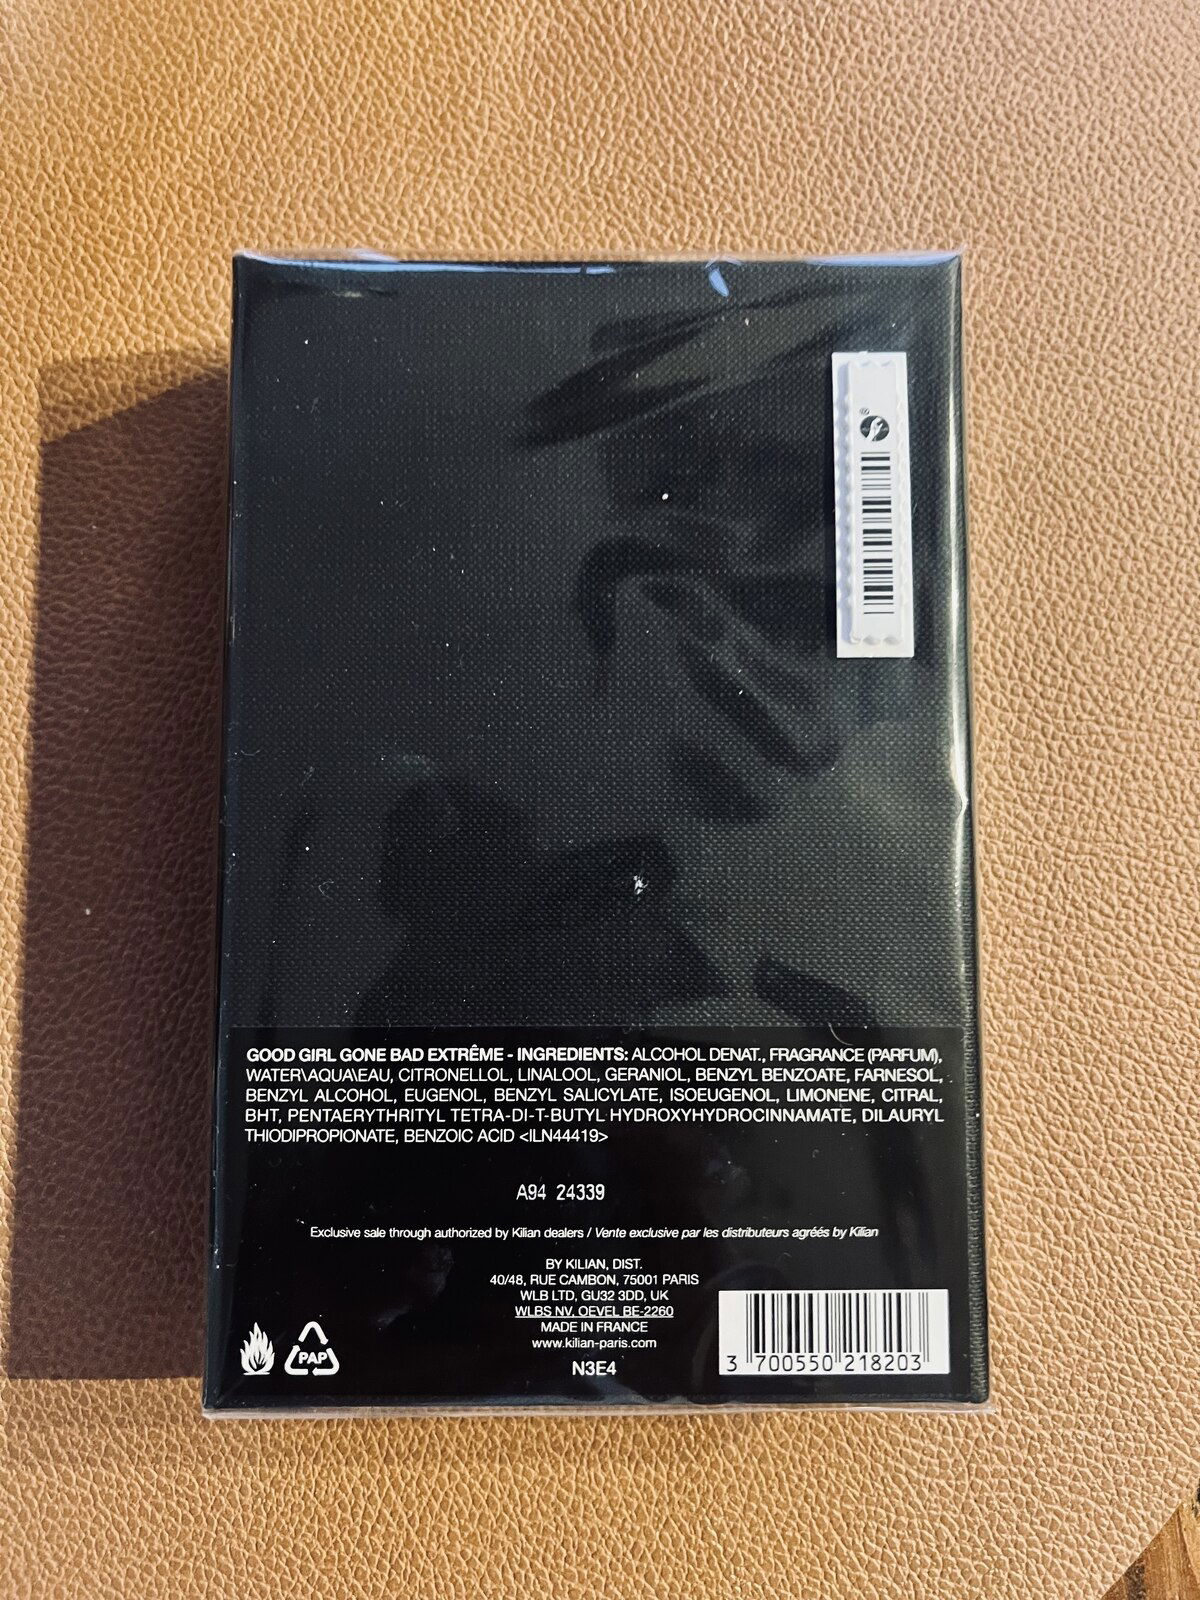 ®
GOOD GIRL GONE BAD EXTRÊME - INGREDIENTS: ALCOHOL DENAT., FRAGRANCE (PARFUM),
WATER\AQUA\EAU, CITRONELLOL, LINALOOL, GERANIOL, BENZYL BENZOATE, FARNESOL,
BENZYL ALCOHOL, EUGENOL, BENZYL SALICYLATE, ISOEUGENOL, LIMONENE, CITRAL,
BHT, PENTAERYTHRITYL TETRA-DI-T-BUTYL HYDROXYHYDROCINNAMATE, DILAURYL
THIODIPROPIONATE, BENZOIC ACID <ILN44419>
A94 24339
Exclusive sale through authorized by Kilian dealers / Vente exclusive par les distributeurs agréés by Kilian
BY KILIAN, DIST.
40/48, RUE CAMBON, 75001 PARIS
WLB LTD, GU32 3DD, UK
WLBS NV. OEVEL BE-2260
MADE IN FRANCE
www.kilian-paris.com
N3E4
PAP
3 700550 218203